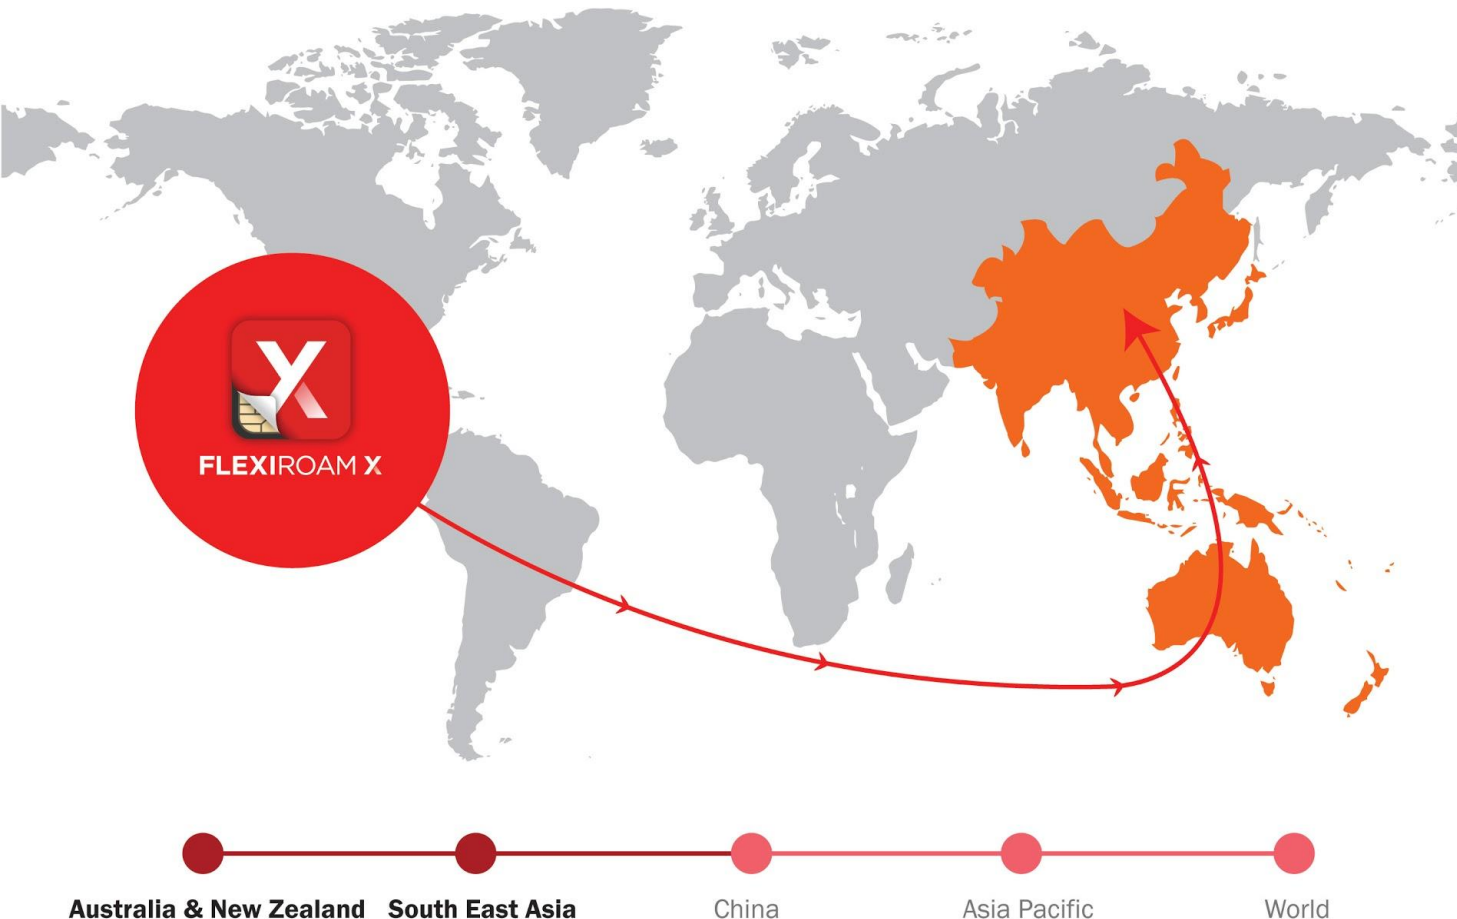 FLEXIROAM X
Australia & New Zealand
South East Asia
China
Asia Pacific
World